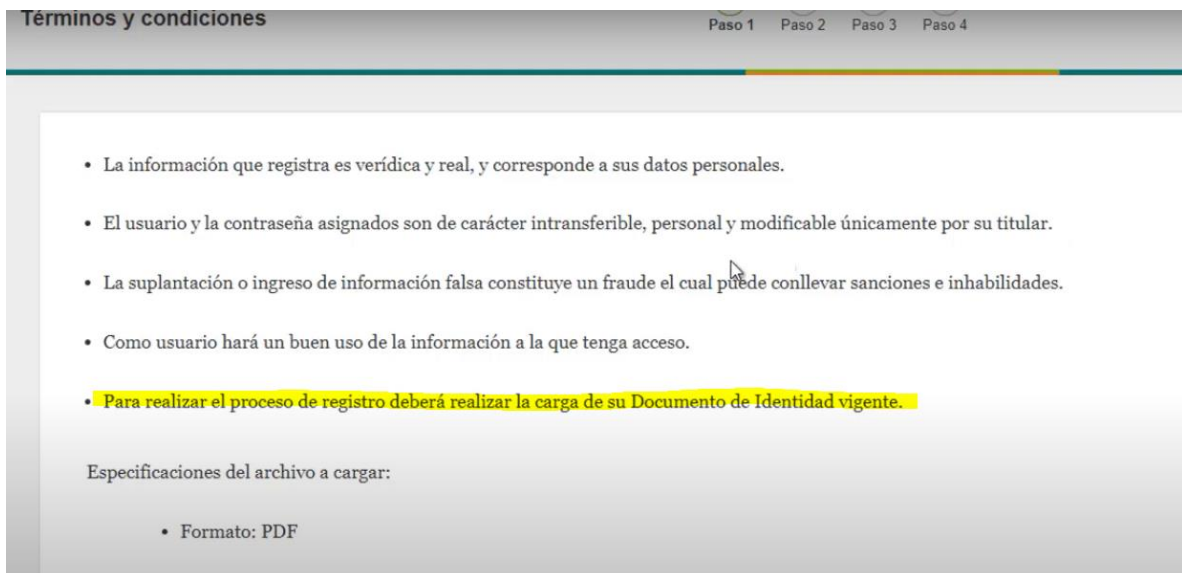 Términos y condiciones
Paso 1 Paso 2 Paso 3 Paso 4
• La información que registra es verídica y real, y corresponde a sus datos personales.
• El usuario y la contraseña asignados son de carácter intransferible, personal y modificable únicamente por su titular.
• La suplantación o ingreso de información falsa constituye un fraude el cual puede conllevar sanciones e inhabilidades.
• Como usuario hará un buen uso de la información a la que tenga acceso.
• Para realizar el proceso de registro deberá realizar la carga de su Documento de Identidad vigente.
Especificaciones del archivo a cargar:
• Formato: PDF